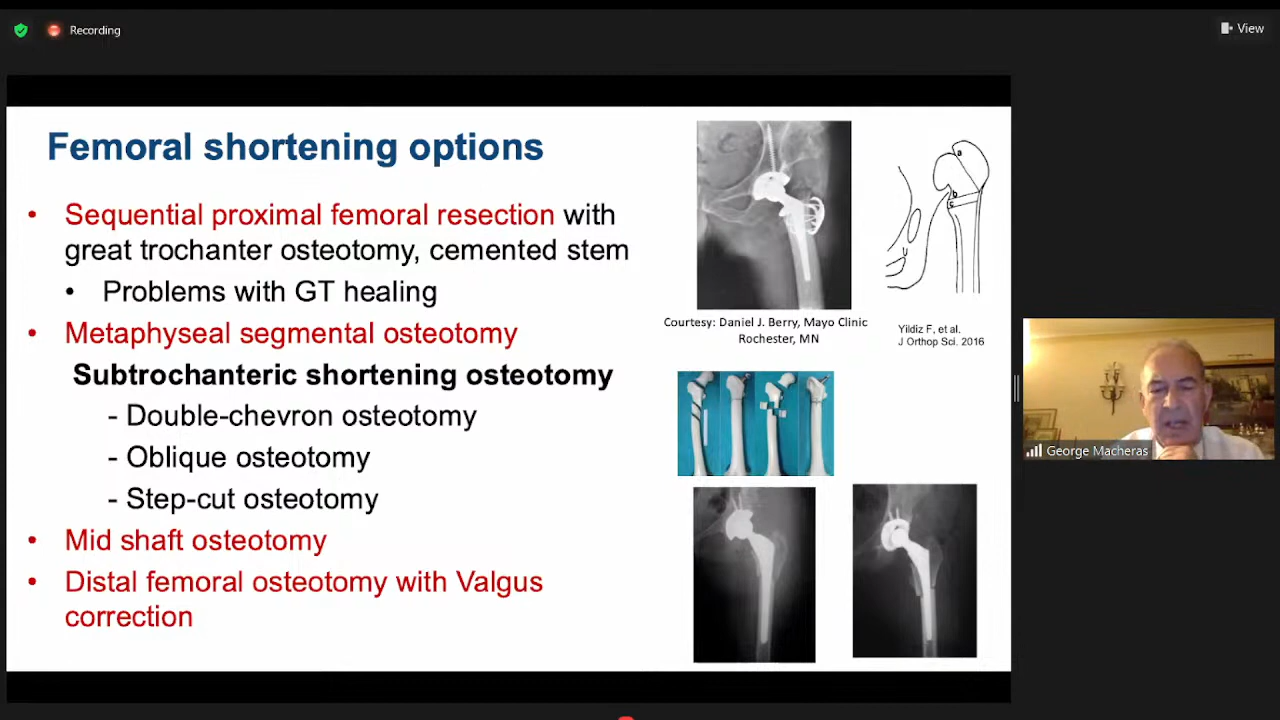 Recording
View
Femoral shortening options
• Sequential proximal femoral resection with
great trochanter osteotomy, cemented stem
• Problems with GT healing
• Metaphyseal segmental osteotomy
Subtrochanteric shortening osteotomy
- Double-chevron osteotomy
- Oblique osteotomy
- Step-cut osteotomy
• Mid shaft osteotomy
• Distal femoral osteotomy with Valgus
correction
Courtesy: Daniel J. Berry, Mayo Clinic
Rochester, MN
a
b
c
Yildiz F, et al.
J Orthop Sci. 2016
George Macheras